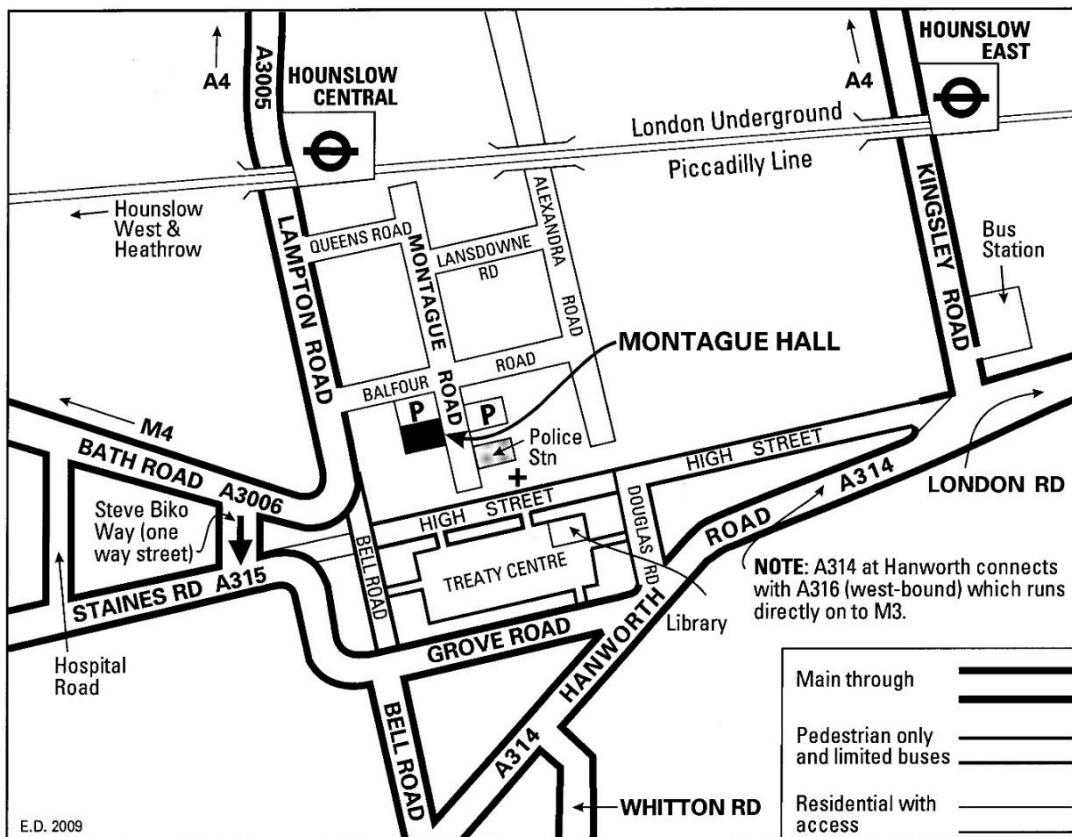 A4
A3005
HOUNSLOW
CENTRAL
A4
HOUNSLOW
EAST
London Underground
Piccadilly Line
Hounslow
West &
Heathrow
LAMPTON ROAD
QUEENS ROAD
MONTAGUE
ROAD
LANSDOWNE
RD
ALEXANDRA
ROAD
KINGSLEY ROAD
Bus
Station
MONTAGUE HALL
BALFOUR ROAD
P
P
Police
Stn
M4
BATH ROAD A3006
Steve Biko
Way (one
way street)
STAINES RD A315
Hospital
Road
HIGH STREET
HIGH STREET
BELL ROAD
TREATY CENTRE
DOUGLAS RD
Library
GROVE ROAD
BELL ROAD
A314 HANWORTH ROAD A314
LONDON RD
NOTE: A314 at Hanworth connects
with A316 (west-bound) which runs
directly on to M3.
WHITTON RD
Main through
Pedestrian only
and limited buses
Residential with
access
E.D. 2009